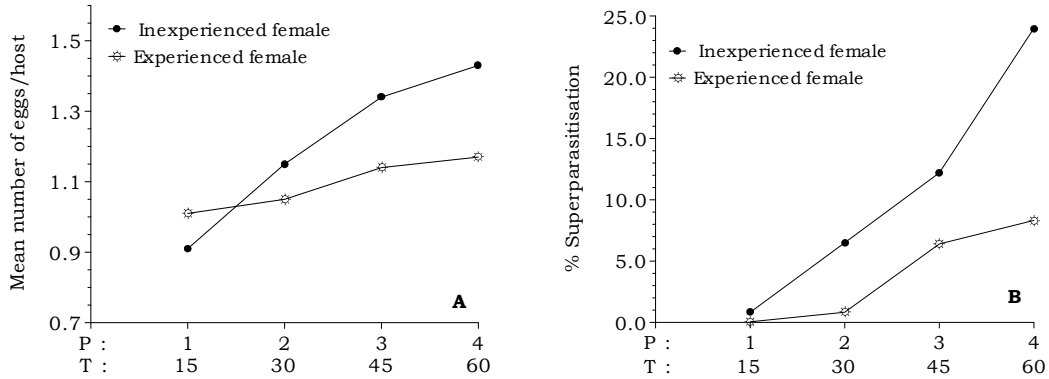 Mean number of eggs/host
1.5
1.3
1.1
0.9
0.7
Inexperienced female
Experienced female
A
P : 1 2 3 4
T : 15 30 45 60
% Superparasitisation
25.0
20.0
15.0
10.0
5.0
0.0
Inexperienced female
Experienced female
B
P : 1 2 3 4
T : 15 30 45 60